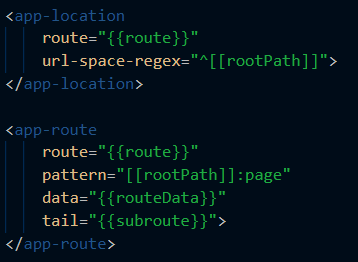 <app-location
route="{{route}}"
url-space-regex="^[[rootPath]]">
</app-location>
<app-route
route="{{route}}"
pattern="[[rootPath]]:page"
data="{{routeData}}"
tail="{{subroute}}">
</app-route>